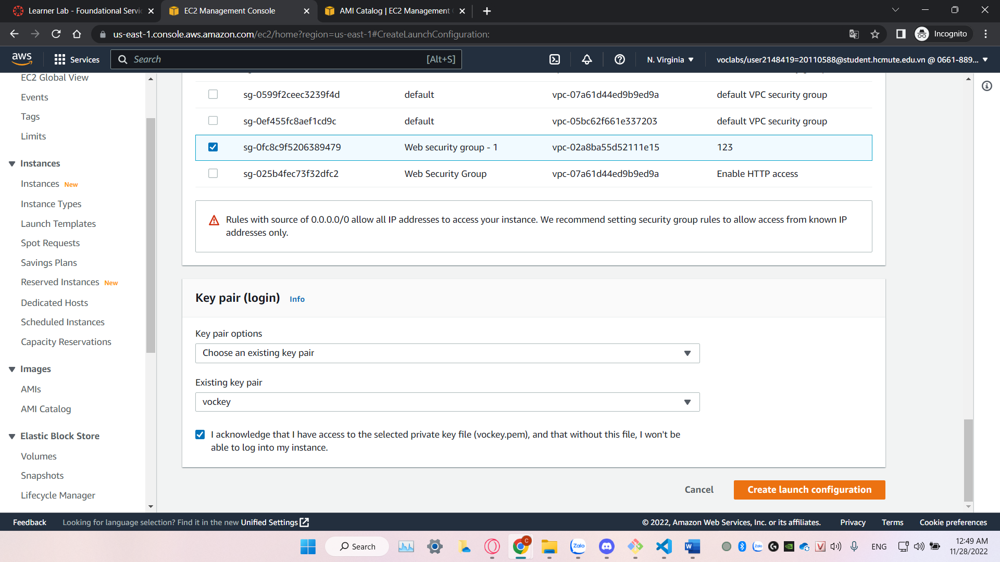 Learner Lab - Foundational Servic
EC2 Management Console
AMI Catalog | EC2 Management
us-east-1.console.aws.amazon.com/ec2/home?region=us-east-1#CreateLaunchConfiguration:
Incognito
aws
Services
Search
[Alt+S]
N. Virginia
voclabs/user2148419=20110588@student.hcmute.edu.vn @ 0661-889...
EC2 Global View
Events
Tags
Limits
Instances
Instances New
Instance Types
Launch Templates
Spot Requests
Savings Plans
Reserved Instances New
Dedicated Hosts
Scheduled Instances
Capacity Reservations
Images
AMIs
AMI Catalog
Elastic Block Store
Volumes
Snapshots
Lifecycle Manager
sg-0599f2ceec3239f4d default vpc-07a61d44ed9b9ed9a default VPC security group
sg-0ef455fc8aef1cd9c default vpc-05bc62f661e337203 default VPC security group
sg-0fc8c9f5206389479 Web security group - 1 vpc-02a8ba55d52111e15 123
sg-025b4fec73f32dfc2 Web Security Group vpc-07a61d44ed9b9ed9a Enable HTTP access
Rules with source of 0.0.0.0/0 allow all IP addresses to access your instance. We recommend setting security group rules to allow access from known IP
addresses only.
Key pair (login) Info
Key pair options
Choose an existing key pair
Existing key pair
vockey
I acknowledge that I have access to the selected private key file (vockey.pem), and that without this file, I won't be
able to log into my instance.
Cancel
Create launch configuration
Feedback
Looking for language selection? Find it in the new Unified Settings
© 2022, Amazon Web Services, Inc. or its affiliates.
Privacy
Terms
Cookie preferences
Search
Zalo
ENG
12:49 AM
11/28/2022